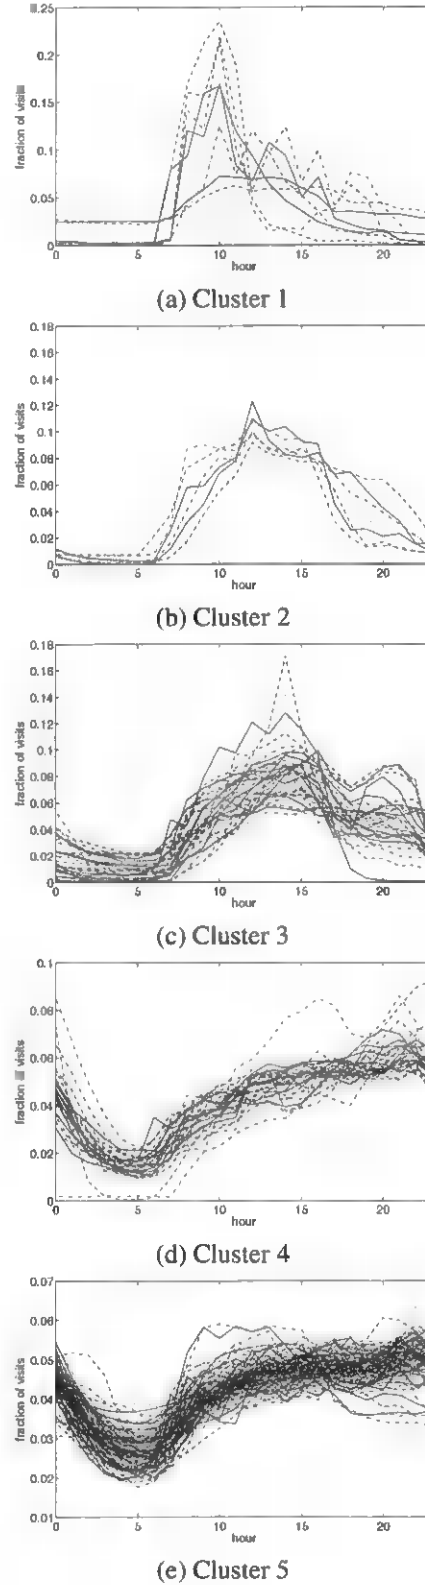 0.25
0.2
0.15
0.1
0.05
0
fraction of visits
0 5 10 15 20
hour
(a) Cluster 1
0.18
0.16
0.14
0.12
0.1
0.08
0.06
0.04
0.02
0
fraction of visits
0 5 10 15 20
hour
(b) Cluster 2
0.18
0.16
0.14
0.12
0.1
0.08
0.06
0.04
0.02
0
fraction of visits
0 5 10 15 20
hour
(c) Cluster 3
0.1
0.08
0.06
0.04
0.02
0
fraction of visits
0 5 10 15 20
hour
(d) Cluster 4
0.07
0.06
0.05
0.04
0.03
0.02
0.01
fraction of visits
0 5 10 15 20
hour
(e) Cluster 5